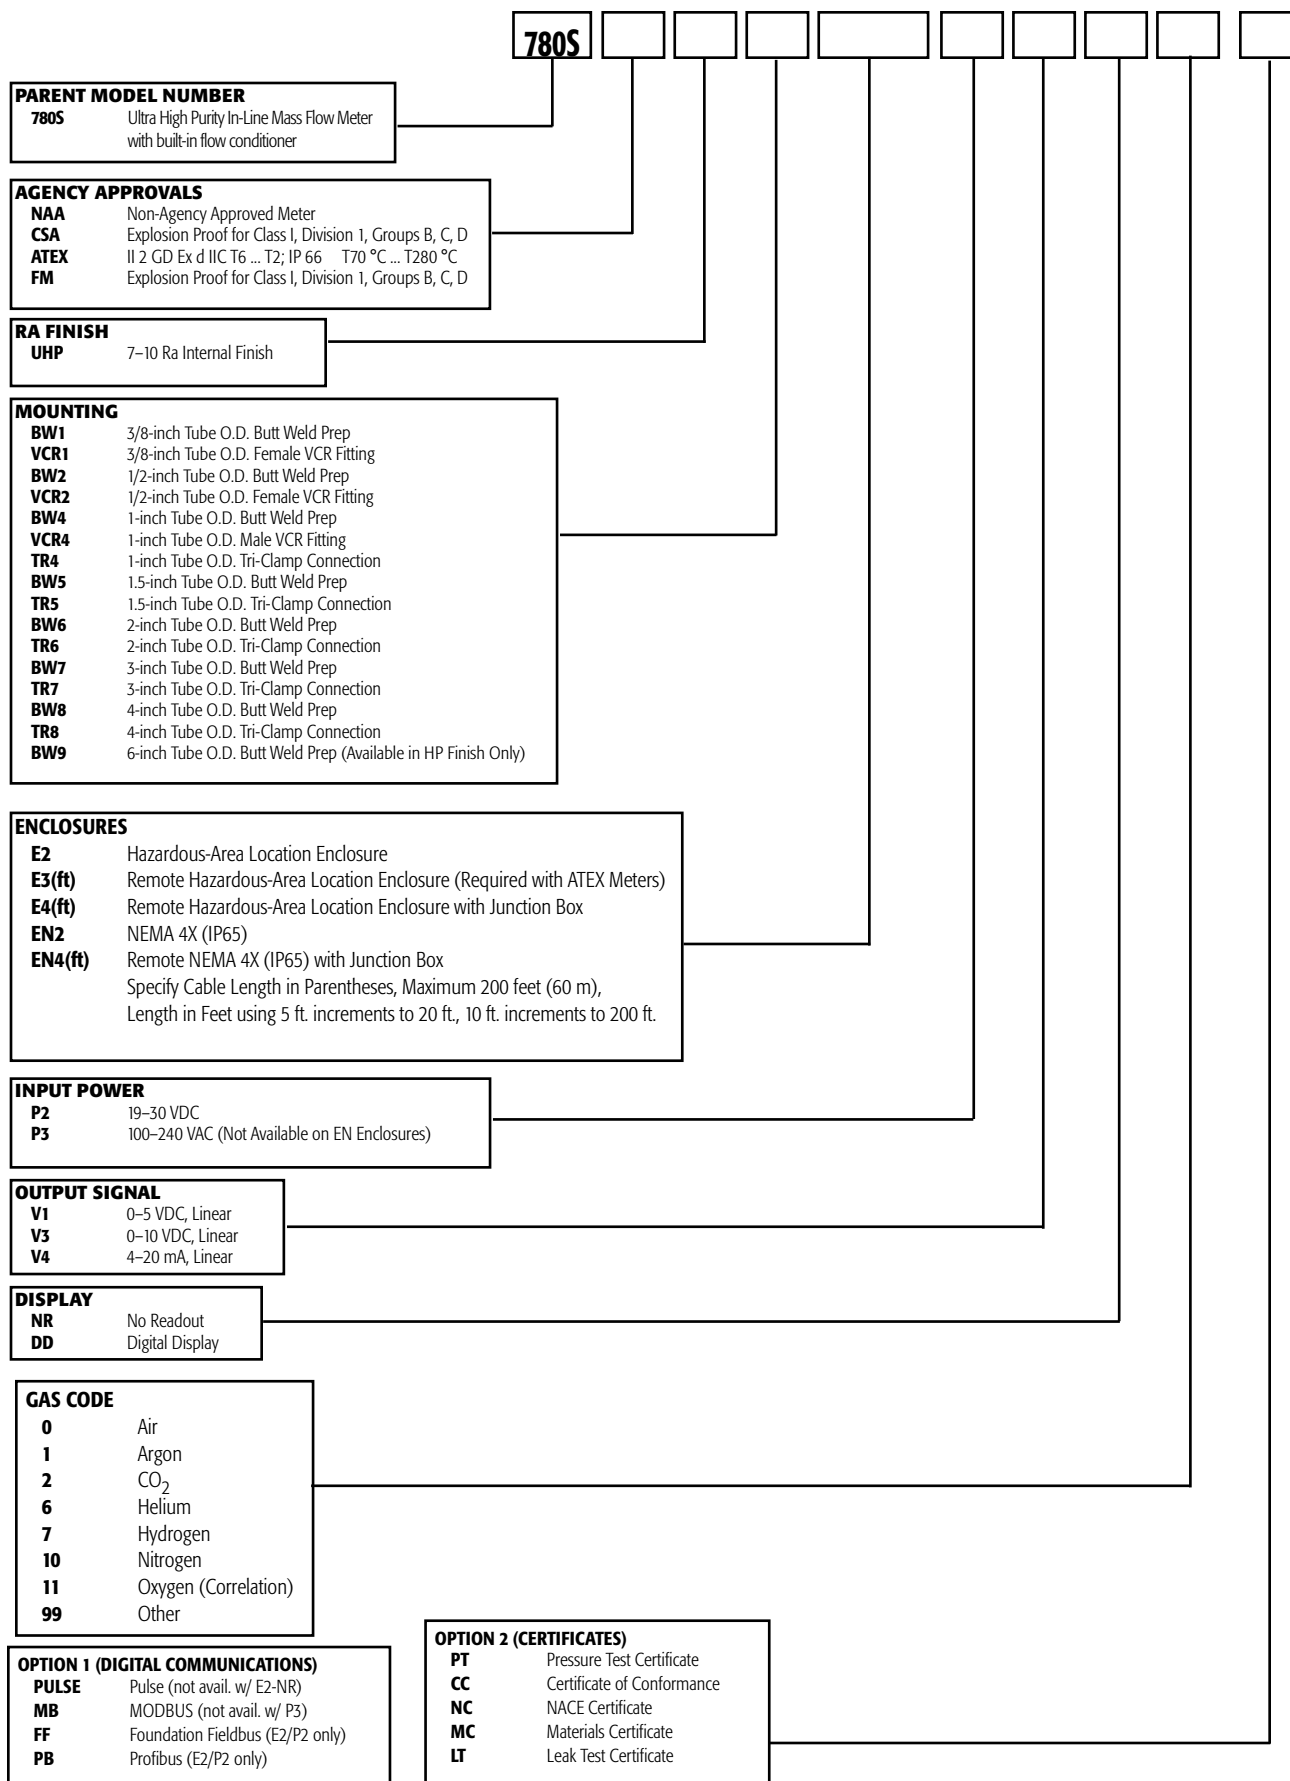 780S
PARENT MODEL NUMBER
780S Ultra High Purity In-Line Mass Flow Meter
with built-in flow conditioner
AGENCY APPROVALS
NAA Non-Agency Approved Meter
CSA Explosion Proof for Class I, Division 1, Groups B, C, D
ATEX II 2 GD Ex d IIC T6 ... T2; IP 66 T70 °C ... T280 °C
FM Explosion Proof for Class I, Division 1, Groups B, C, D
RA FINISH
UHP 7–10 Ra Internal Finish
MOUNTING
BW1 3/8-inch Tube O.D. Butt Weld Prep
VCR1 3/8-inch Tube O.D. Female VCR Fitting
BW2 1/2-inch Tube O.D. Butt Weld Prep
VCR2 1/2-inch Tube O.D. Female VCR Fitting
BW4 1-inch Tube O.D. Butt Weld Prep
VCR4 1-inch Tube O.D. Male VCR Fitting
TR4 1-inch Tube O.D. Tri-Clamp Connection
BW5 1.5-inch Tube O.D. Butt Weld Prep
TR5 1.5-inch Tube O.D. Tri-Clamp Connection
BW6 2-inch Tube O.D. Butt Weld Prep
TR6 2-inch Tube O.D. Tri-Clamp Connection
BW7 3-inch Tube O.D. Butt Weld Prep
TR7 3-inch Tube O.D. Tri-Clamp Connection
BW8 4-inch Tube O.D. Butt Weld Prep
TR8 4-inch Tube O.D. Tri-Clamp Connection
BW9 6-inch Tube O.D. Butt Weld Prep (Available in HP Finish Only)
ENCLOSURES
E2 Hazardous-Area Location Enclosure
E3(ft) Remote Hazardous-Area Location Enclosure (Required with ATEX Meters)
E4(ft) Remote Hazardous-Area Location Enclosure with Junction Box
EN2 NEMA 4X (IP65)
EN4(ft) Remote NEMA 4X (IP65) with Junction Box
Specify Cable Length in Parentheses, Maximum 200 feet (60 m),
Length in Feet using 5 ft. increments to 20 ft., 10 ft. increments to 200 ft.
INPUT POWER
P2 19–30 VDC
P3 100–240 VAC (Not Available on EN Enclosures)
OUTPUT SIGNAL
V1 0–5 VDC, Linear
V3 0–10 VDC, Linear
V4 4–20 mA, Linear
DISPLAY
NR No Readout
DD Digital Display
GAS CODE
0 Air
1 Argon
2 CO₂
6 Helium
7 Hydrogen
10 Nitrogen
11 Oxygen (Correlation)
99 Other
OPTION 1 (DIGITAL COMMUNICATIONS)
PULSE Pulse (not avail. w/ E2-NR)
MB MODBUS (not avail. w/ P3)
FF Foundation Fieldbus (E2/P2 only)
PB Profibus (E2/P2 only)
OPTION 2 (CERTIFICATES)
PT Pressure Test Certificate
CC Certificate of Conformance
NC NACE Certificate
MC Materials Certificate
LT Leak Test Certificate